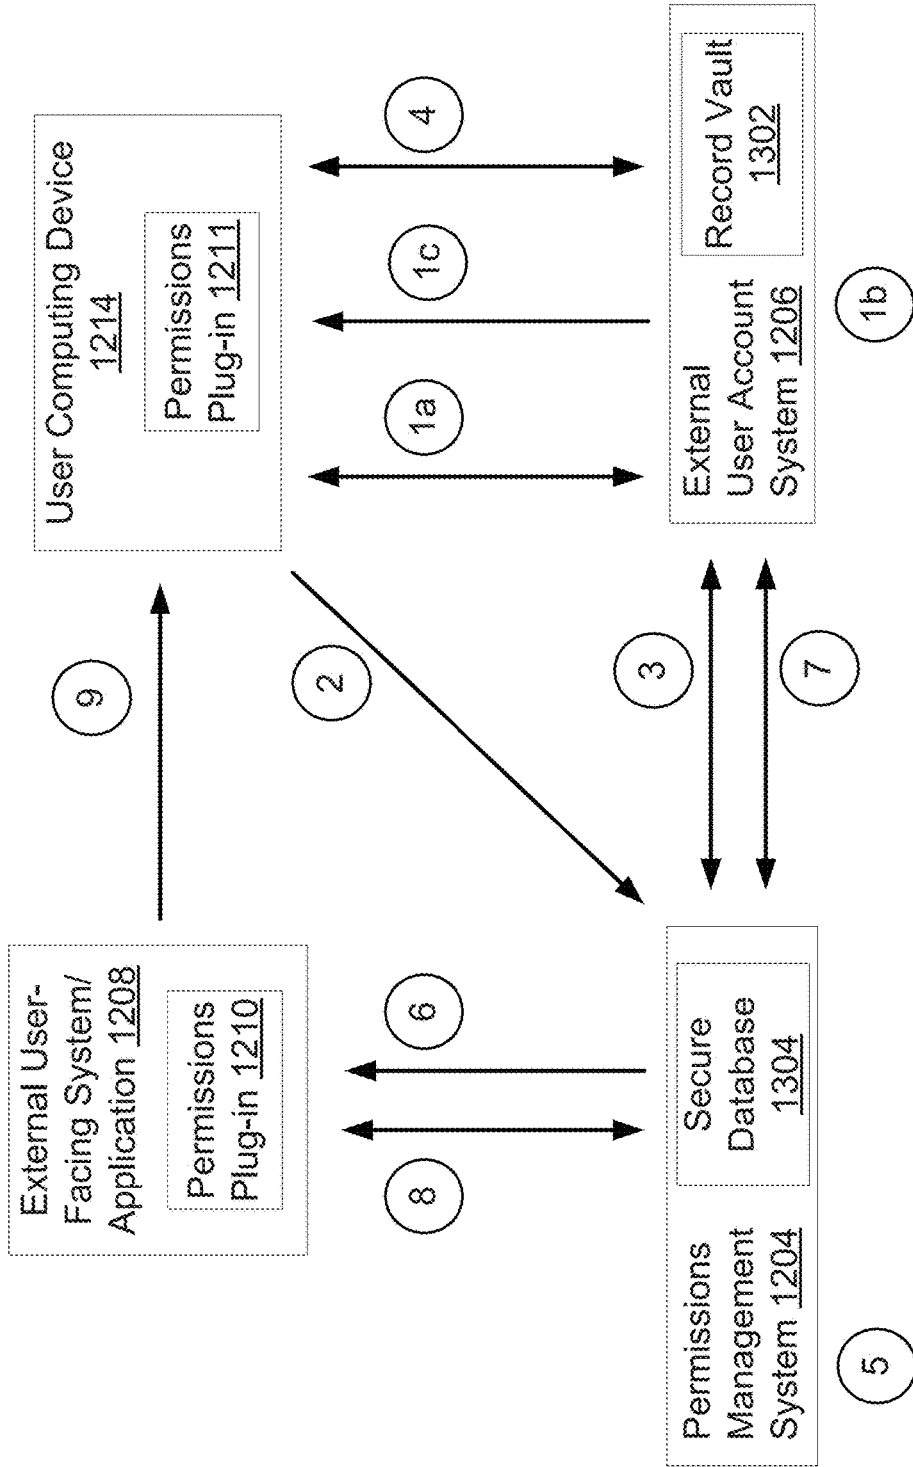 External User-
Facing System/
Application 1208
Permissions
Plug-in 1210
9
User Computing Device
1214
Permissions
Plug-in 1211
8
6
2
1a
1c
4
3
7
Permissions
Management
System 1204
Secure
Database
1304
5
External
User Account
System 1206
Record Vault
1302
1b